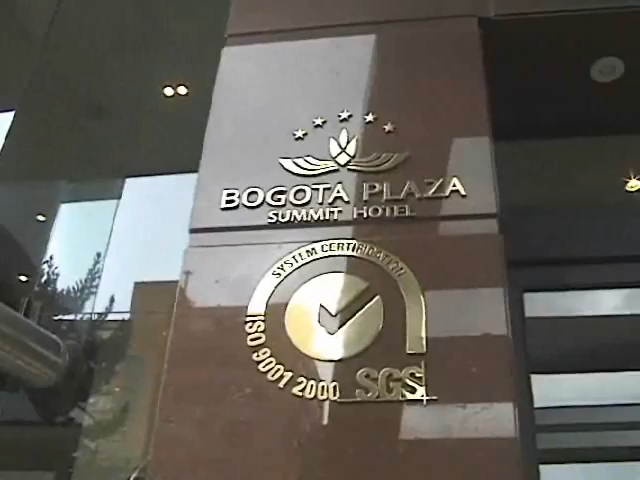 BOGOTA PLAZA
SUMMIT HOTEL
SYSTEM CERTIFICATION
ISO 9001 2000
SGS